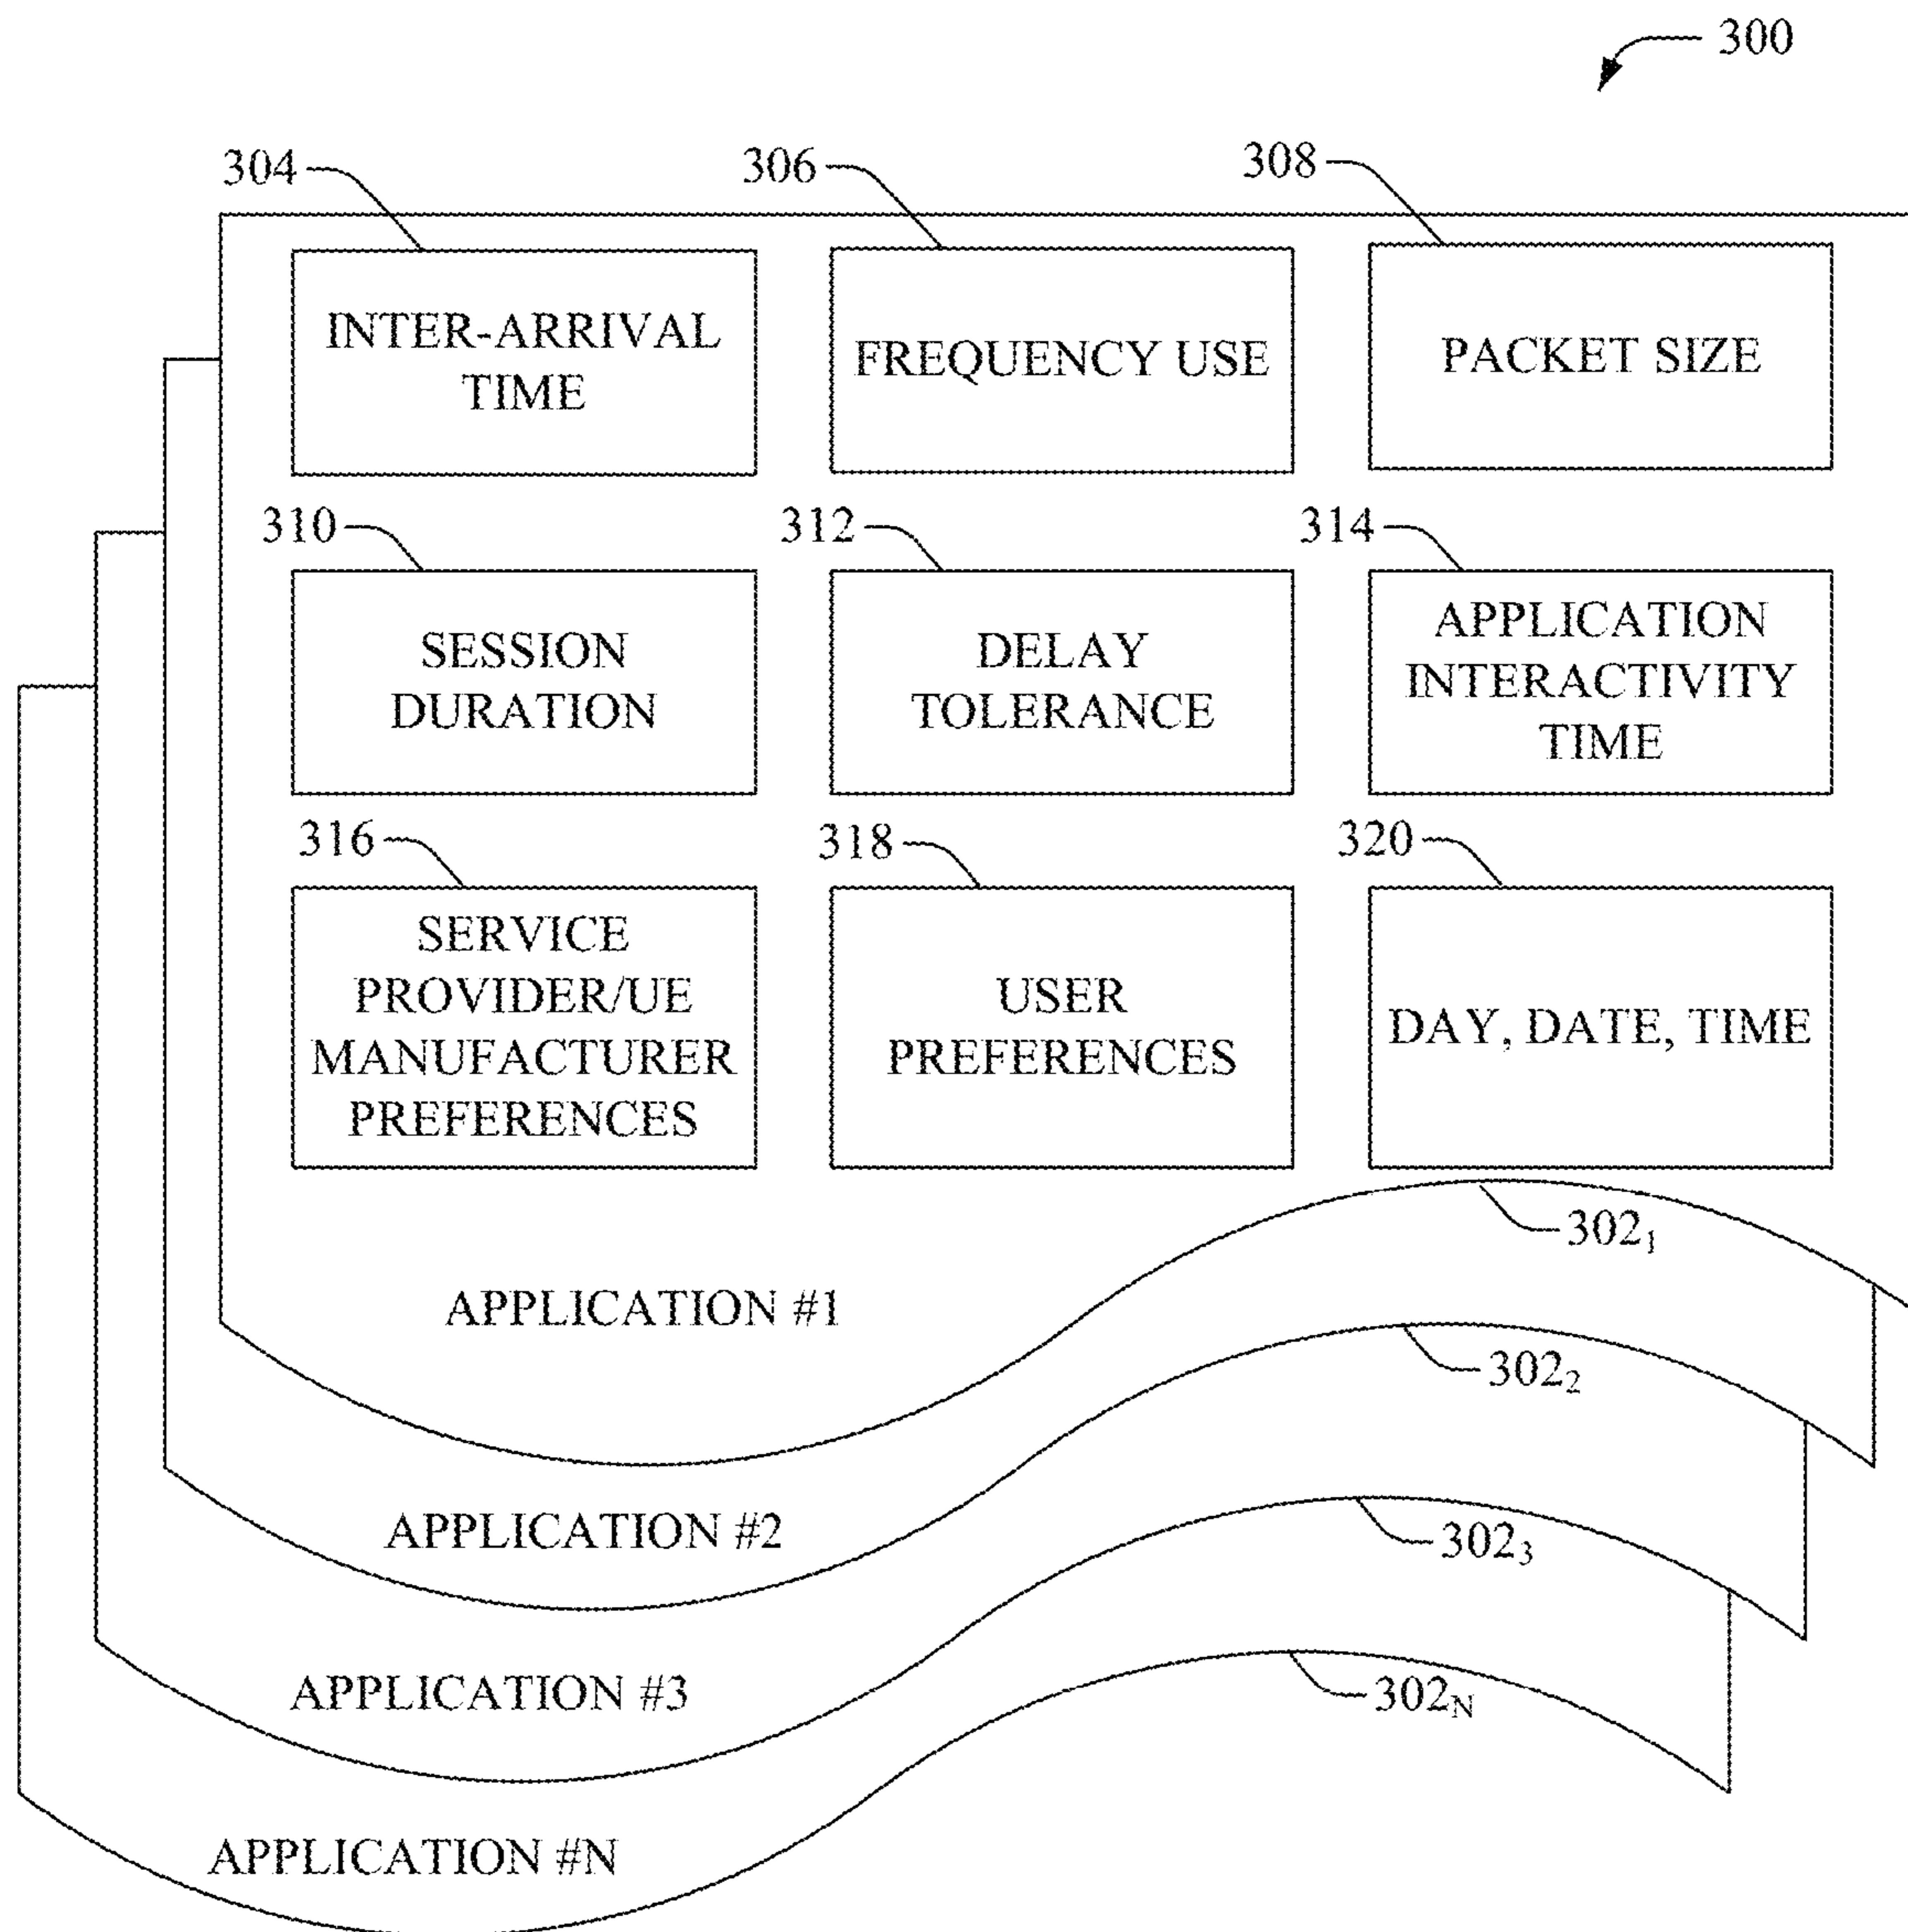 300
304
306
308
INTER-ARRIVAL
TIME
FREQUENCY USE
PACKET SIZE
310
312
314
SESSION
DURATION
DELAY
TOLERANCE
APPLICATION
INTERACTIVITY
TIME
316
318
320
SERVICE
PROVIDER/UE
MANUFACTURER
PREFERENCES
USER
PREFERENCES
DAY, DATE, TIME
302₁
APPLICATION #1
302₂
APPLICATION #2
302₃
APPLICATION #3
302N
APPLICATION #N